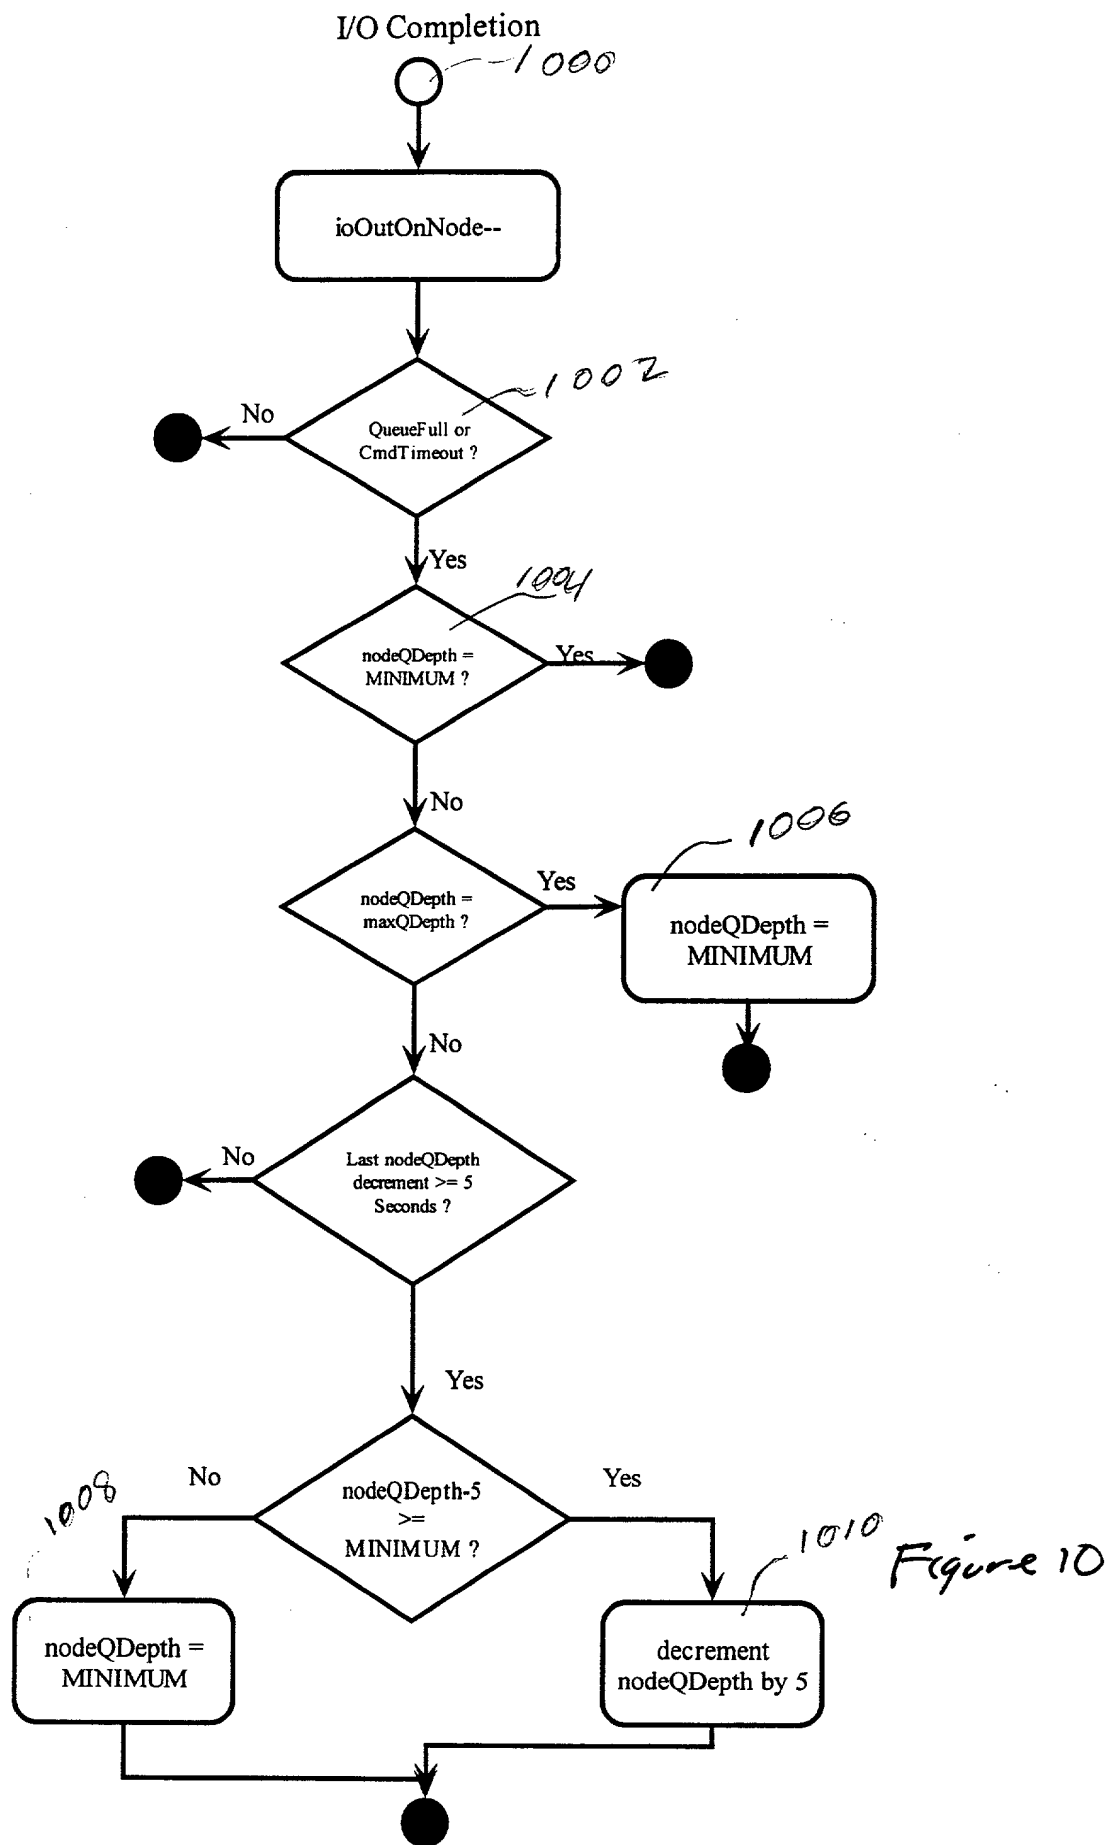 I/O Completion
1000
ioOutOnNode--
1002
No
QueueFull or
CmdTimeout ?
Yes
1004
nodeQDepth =
MINIMUM ?
Yes
No
1006
nodeQDepth =
maxQDepth ?
Yes
nodeQDepth =
MINIMUM
No
No
Last nodeQDepth
decrement >= 5
Seconds ?
Yes
No
nodeQDepth-5
>=
MINIMUM ?
Yes
1008
1010
Figure 10
nodeQDepth =
MINIMUM
decrement
nodeQDepth by 5